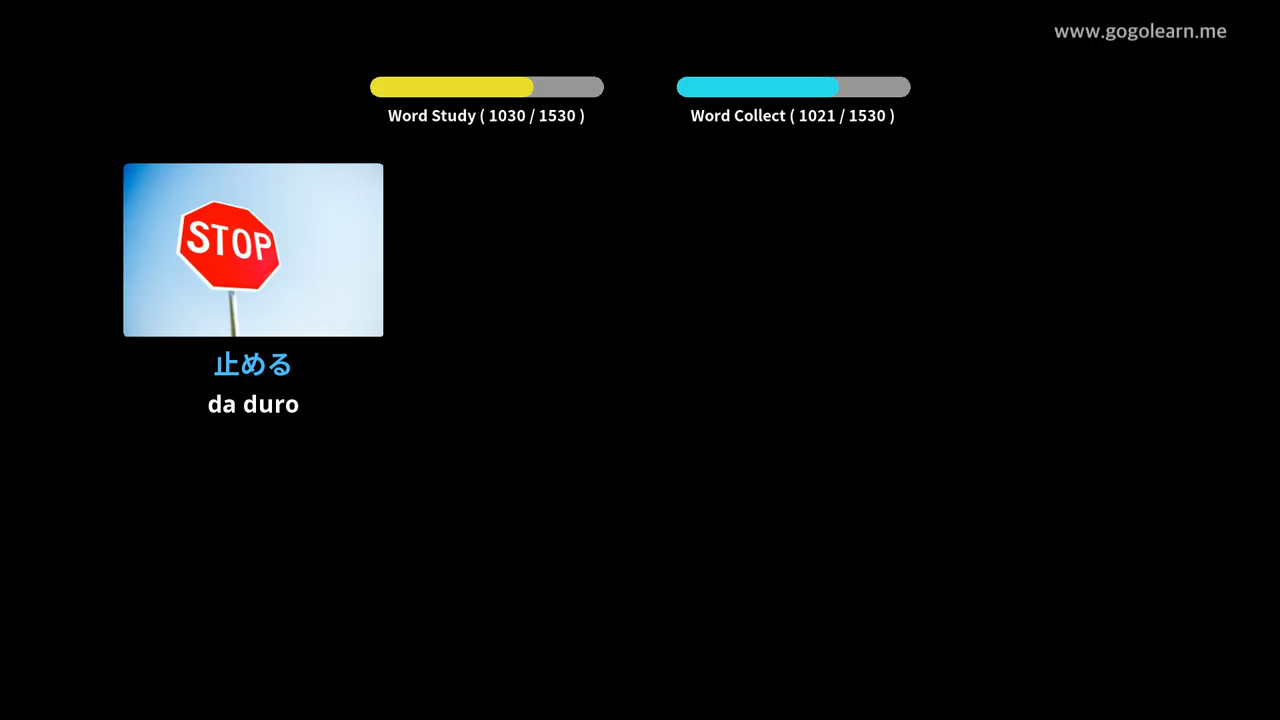 www.gogolearn.me
Word Study ( 1030 / 1530 )
Word Collect ( 1021 / 1530 )
STOP
止める
da duro